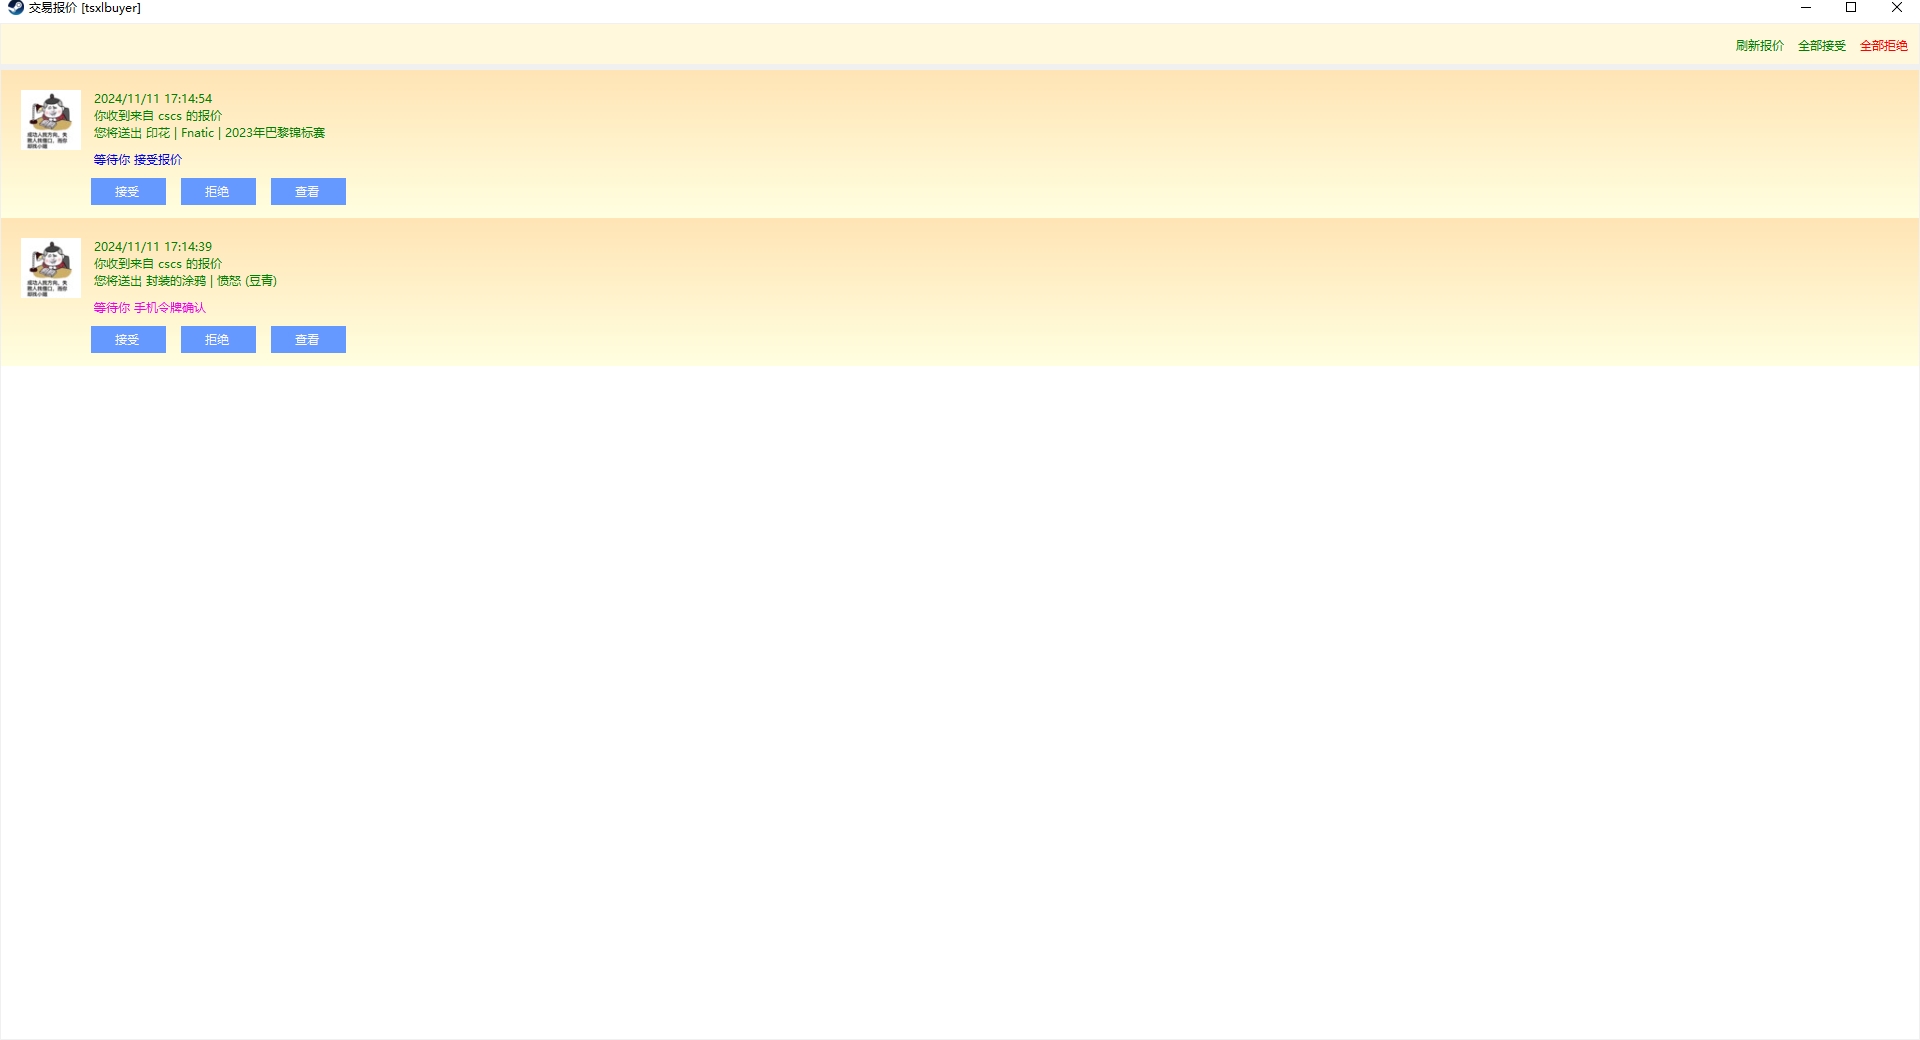 交易报价 [tsxlbuyer]
刷新报价 全部接受 全部拒绝
2024/11/11 17:14:54
你收到来自 cscs 的报价
您将送出 印花 | Fnatic | 2023年巴黎锦标赛
等待你 接受报价
接受 拒绝 查看
2024/11/11 17:14:39
你收到来自 cscs 的报价
您将送出 封装的涂鸦 | 愤怒 (豆青)
等待你 手机令牌确认
接受 拒绝 查看